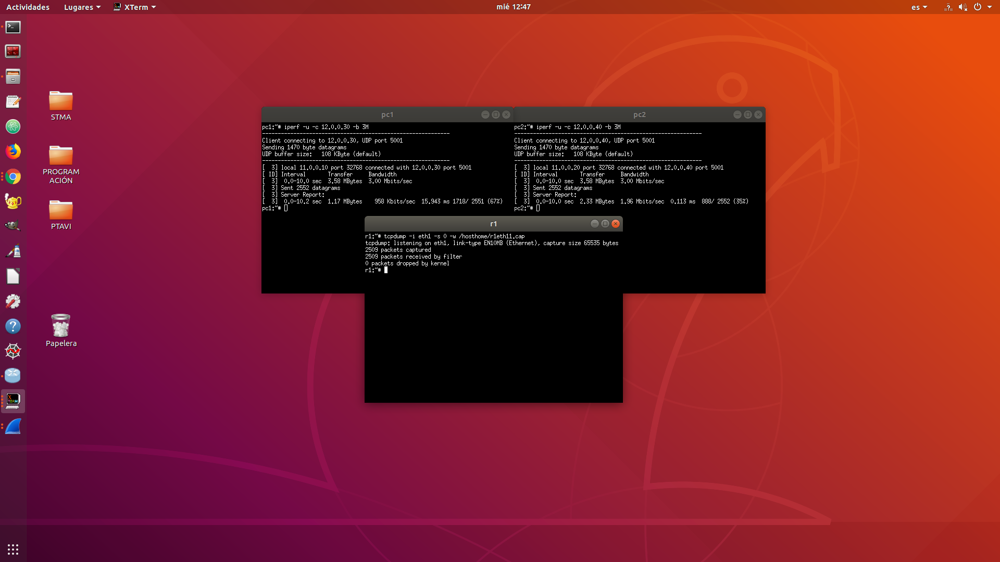 Actividades
Lugares
XTerm
mié 12:47
es
STMA
PROGRAM
ACIÓN
PTAVI
Papelera
pc1
pc1:~# iperf -u -c 12.0.0.30 -b 3M
------------------------------------------------------------
Client connecting to 12.0.0.30, UDP port 5001
Sending 1470 byte datagrams
UDP buffer size:   108 KByte (default)
------------------------------------------------------------
[  3] local 11.0.0.10 port 32768 connected with 12.0.0.30 port 5001
[ ID] Interval       Transfer     Bandwidth
[  3]  0.0-10.0 sec  3.58 MBytes  3.00 Mbits/sec
[  3] Sent 2552 datagrams
[  3] Server Report:
[  3]  0.0-10.2 sec  1.17 MBytes    958 Kbits/sec  15.943 ms 1718/ 2551 (67%)
pc1:~#
pc2
pc2:~# iperf -u -c 12.0.0.40 -b 3M
------------------------------------------------------------
Client connecting to 12.0.0.40, UDP port 5001
Sending 1470 byte datagrams
UDP buffer size:   108 KByte (default)
------------------------------------------------------------
[  3] local 11.0.0.20 port 32768 connected with 12.0.0.40 port 5001
[ ID] Interval       Transfer     Bandwidth
[  3]  0.0-10.0 sec  3.58 MBytes  3.00 Mbits/sec
[  3] Sent 2552 datagrams
[  3] Server Report:
[  3]  0.0-10.0 sec  2.33 MBytes  1.96 Mbits/sec  0.113 ms  888/ 2552 (35%)
pc2:~#
r1
r1:~# tcpdump -i eth1 -s 0 -w /hosthome/r1eth11.cap
tcpdump: listening on eth1, link-type EN10MB (Ethernet), capture size 65535 bytes
2509 packets captured
2509 packets received by filter
0 packets dropped by kernel
r1:~#
X
TERM